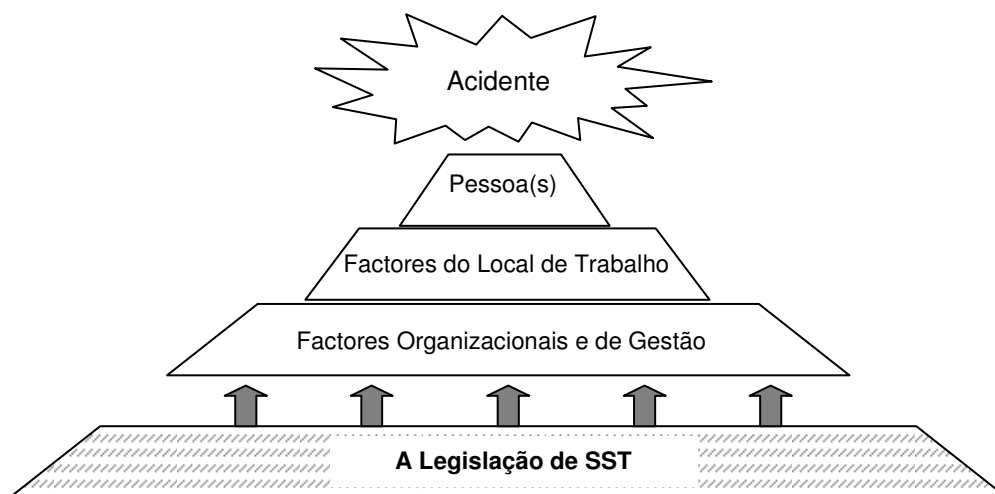 Acidente
Pessoa(s)
Factores do Local de Trabalho
Factores Organizacionais e de Gestão
A Legislação de SST